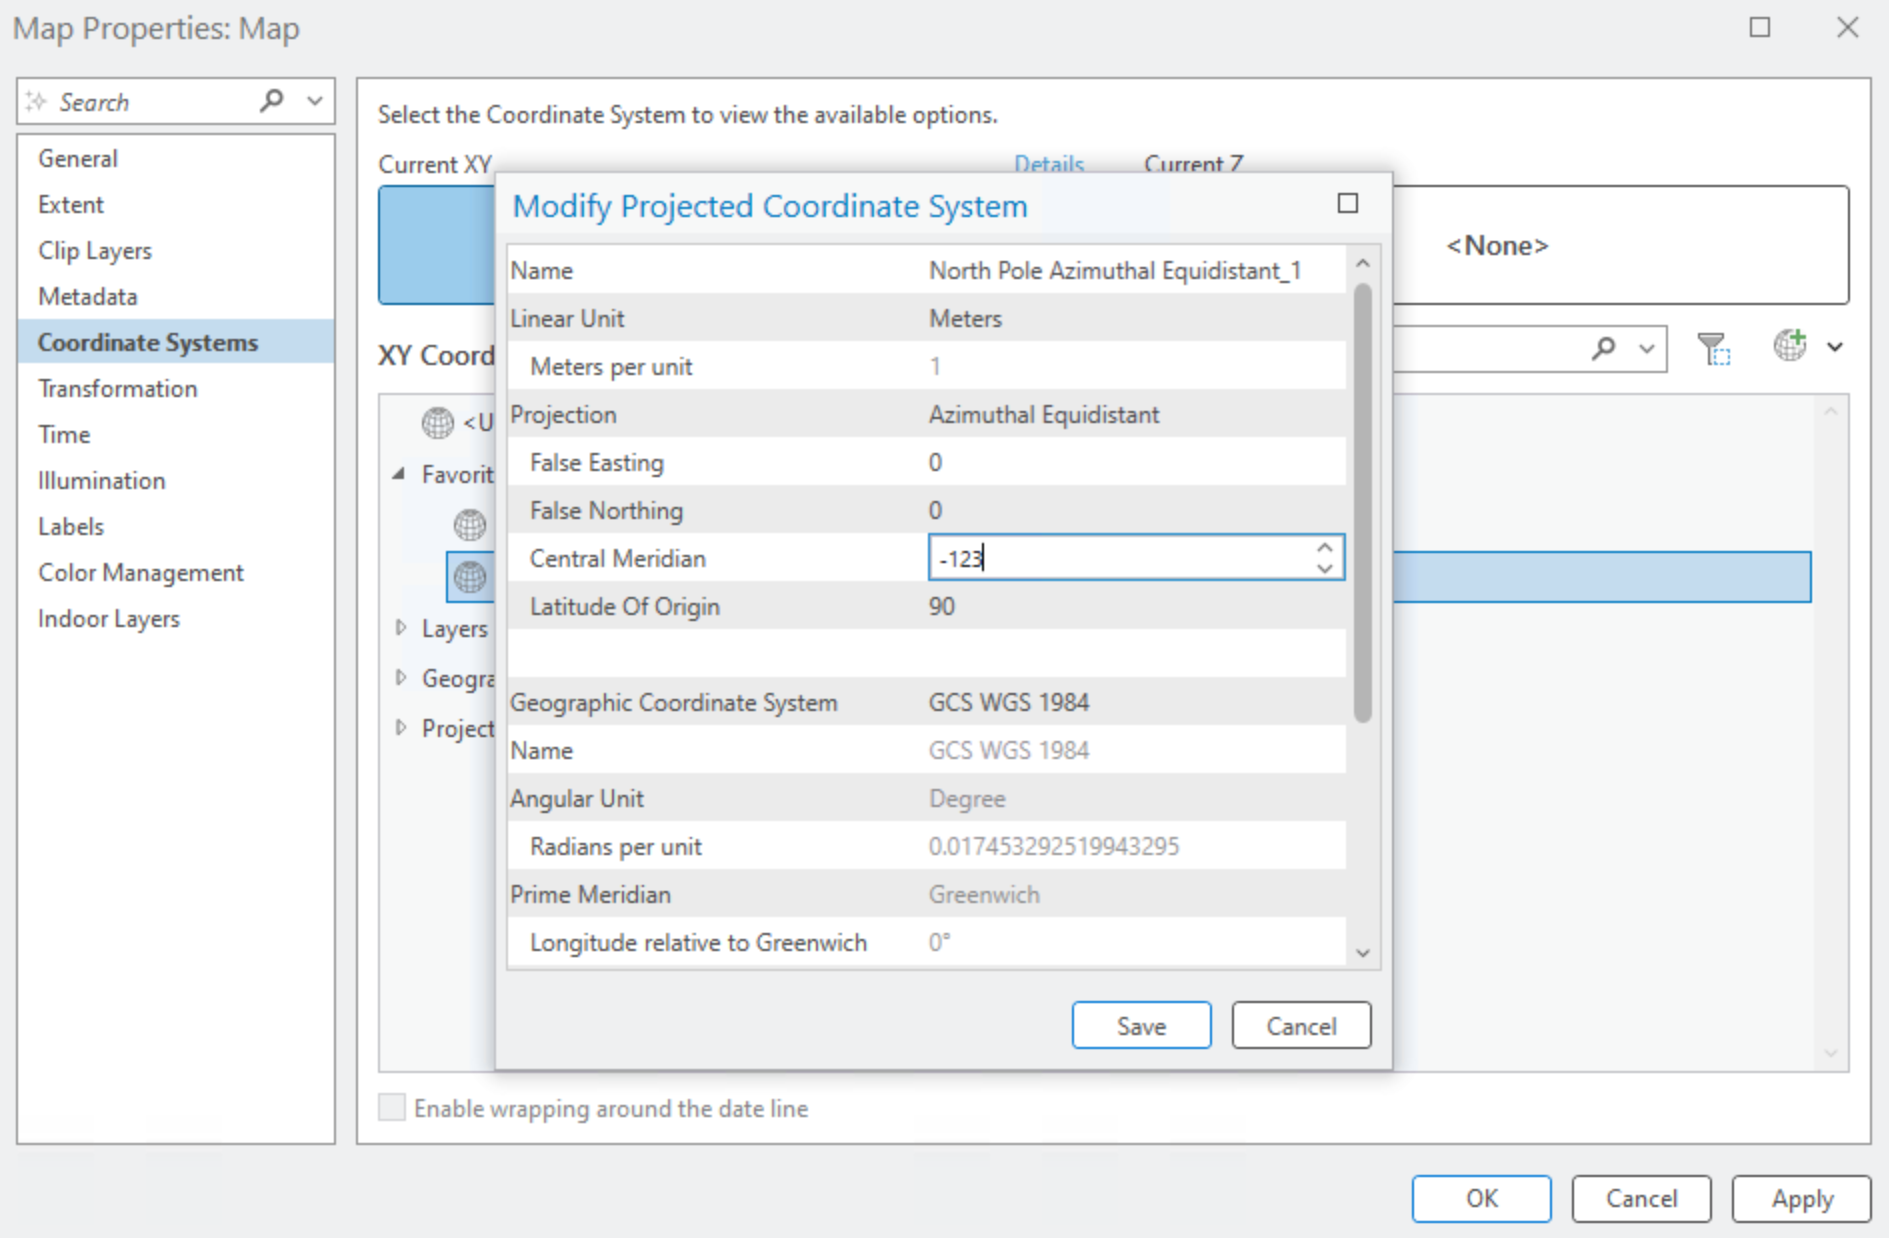 Map Properties: Map
Search
General
Extent
Clip Layers
Metadata
Coordinate Systems
Transformation
Time
Illumination
Labels
Color Management
Indoor Layers
Select the Coordinate System to view the available options.
Current XY
Details
Current Z
<None>
XY Coord
<U
Favorit
Layers
Geogra
Project
Modify Projected Coordinate System
Name North Pole Azimuthal Equidistant_1
Linear Unit Meters
Meters per unit 1
Projection Azimuthal Equidistant
False Easting 0
False Northing 0
Central Meridian -123
Latitude Of Origin 90
Geographic Coordinate System GCS WGS 1984
Name GCS WGS 1984
Angular Unit Degree
Radians per unit 0.017453292519943295
Prime Meridian Greenwich
Longitude relative to Greenwich 0°
Save
Cancel
Enable wrapping around the date line
OK
Cancel
Apply